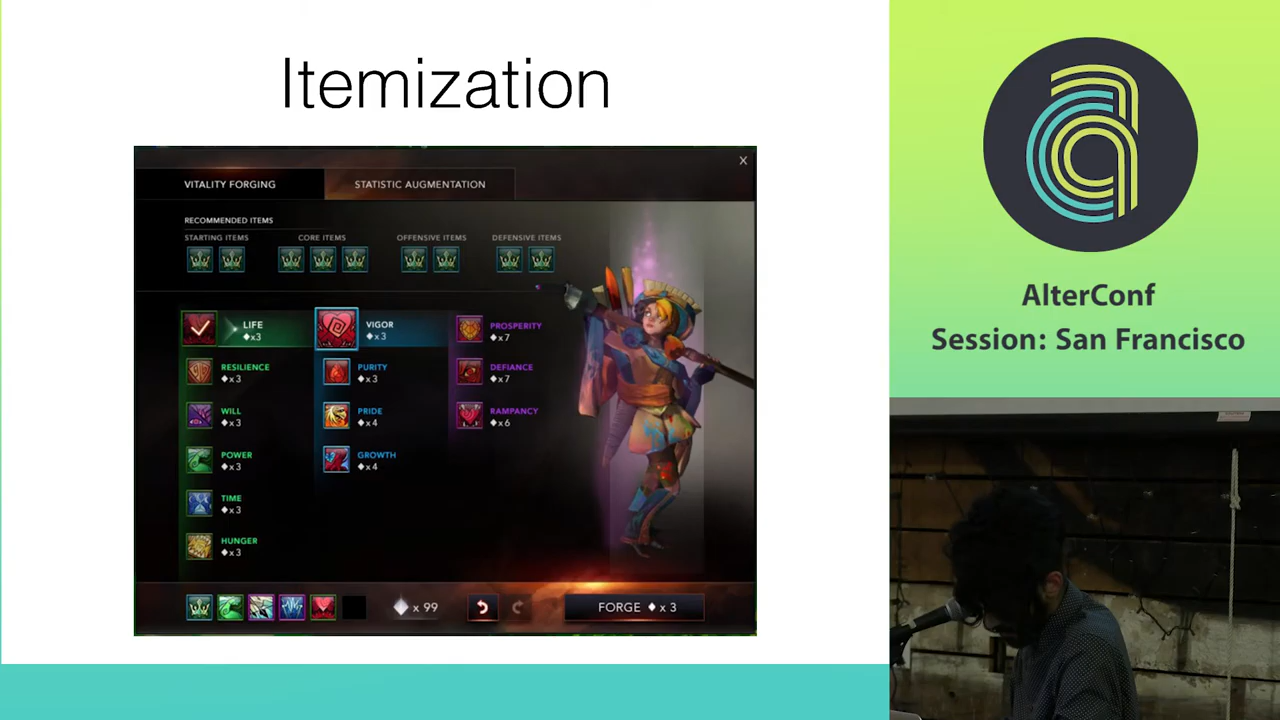 Itemization
X
VITALITY FORGING
STATISTIC AUGMENTATION
RECOMMENDED ITEMS
STARTING ITEMS
CORE ITEMS
OFFENSIVE ITEMS
DEFENSIVE ITEMS
LIFE
x3
VIGOR
x3
PROSPERITY
x7
RESILIENCE
x3
PURITY
x3
DEFIANCE
x7
WILL
x3
PRIDE
x4
RAMPANCY
x6
POWER
x3
GROWTH
x4
TIME
x3
HUNGER
x3
x 99
FORGE x 3
AlterConf
Session: San Francisco